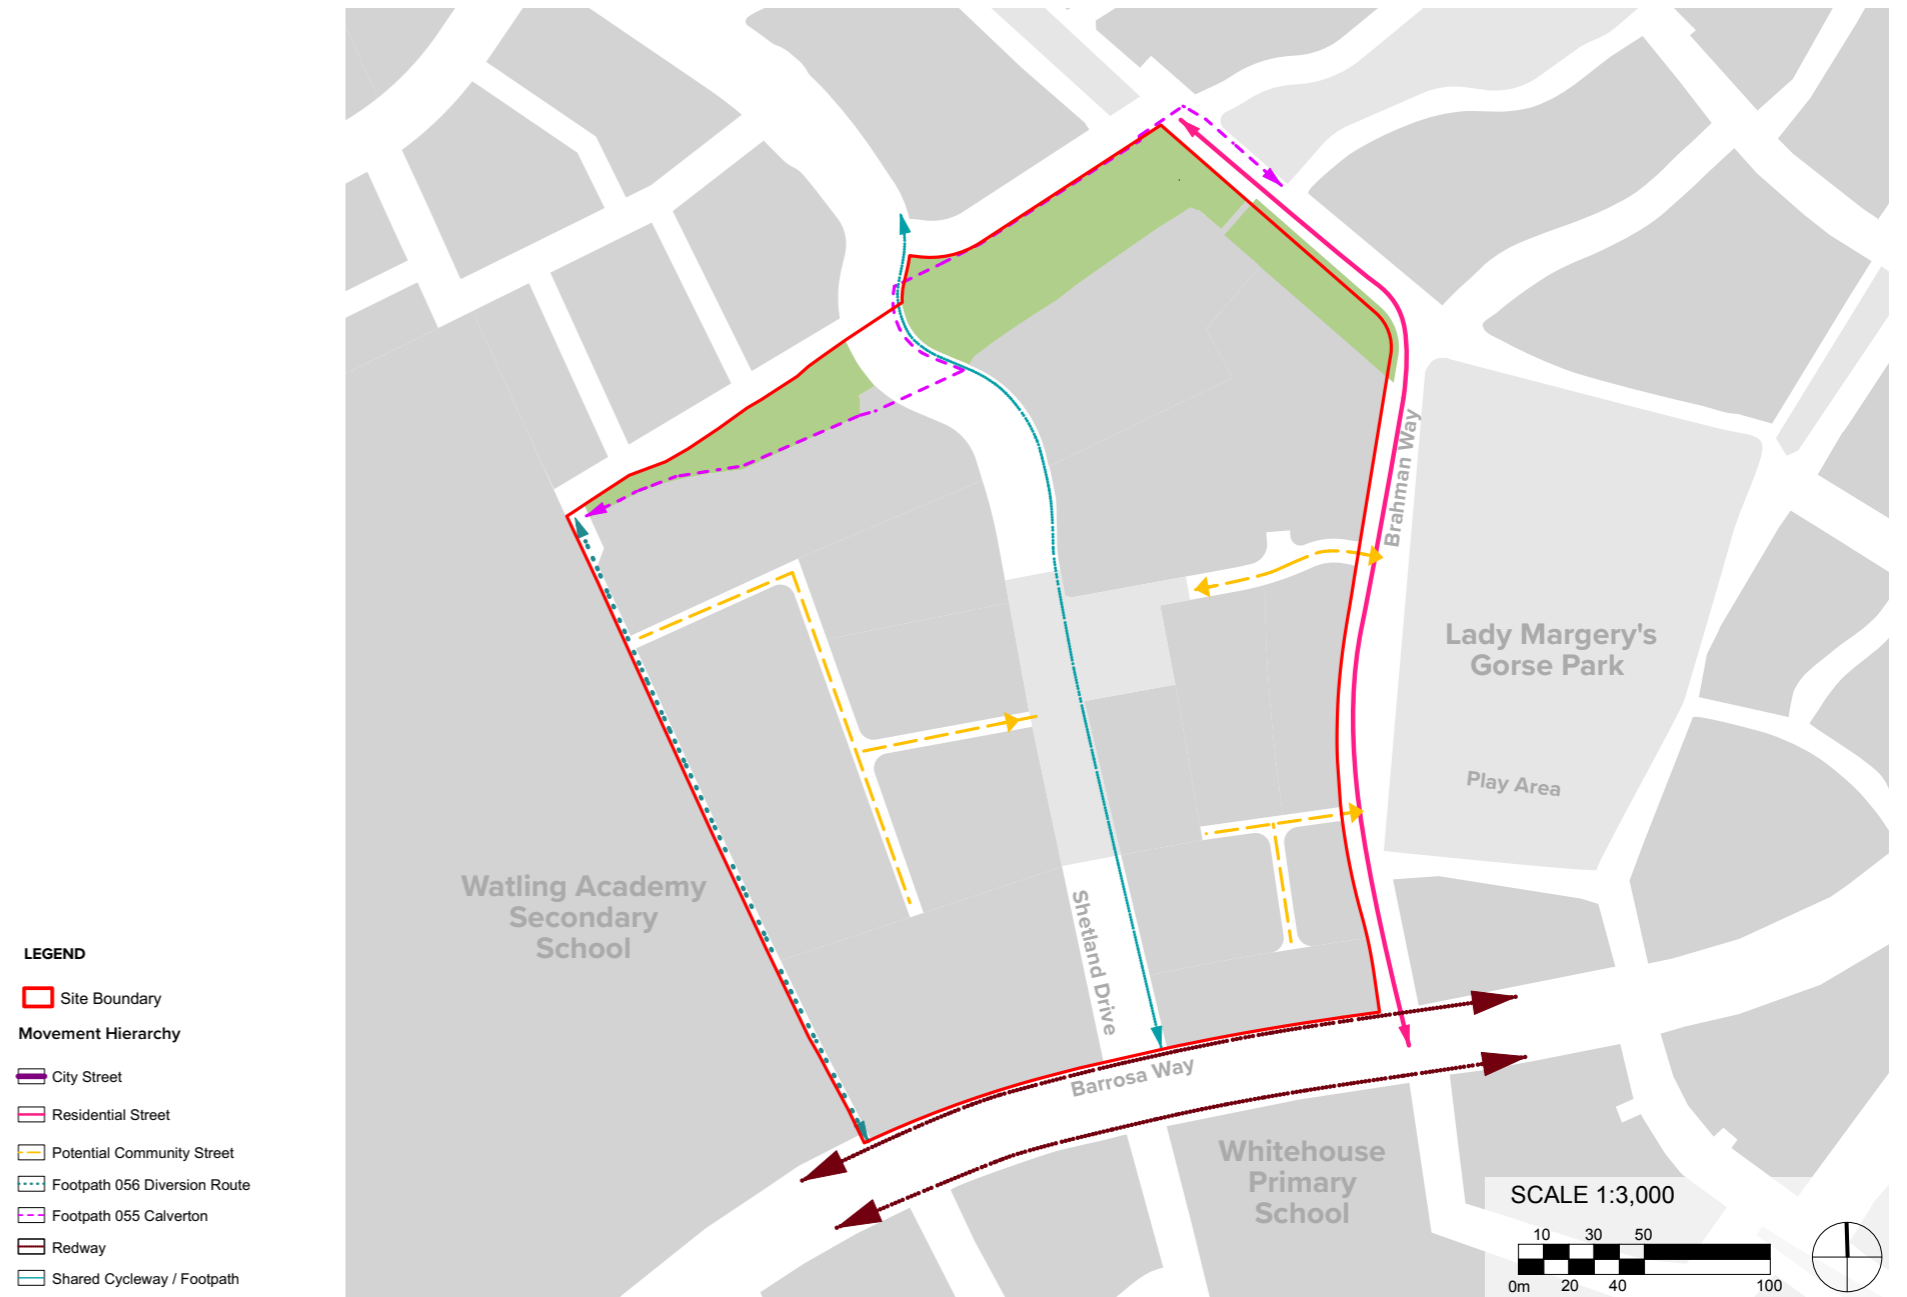 Brahman Way
Lady Margery's
Gorse Park
Play Area
Watling Academy
Secondary
School
Shetland Drive
Barrosa Way
Whitehouse
Primary
School
LEGEND
Site Boundary
Movement Hierarchy
City Street
Residential Street
Potential Community Street
Footpath 056 Diversion Route
Footpath 055 Calverton
Redway
Shared Cycleway / Footpath
SCALE 1:3,000
10 30 50
0m 20 40 100